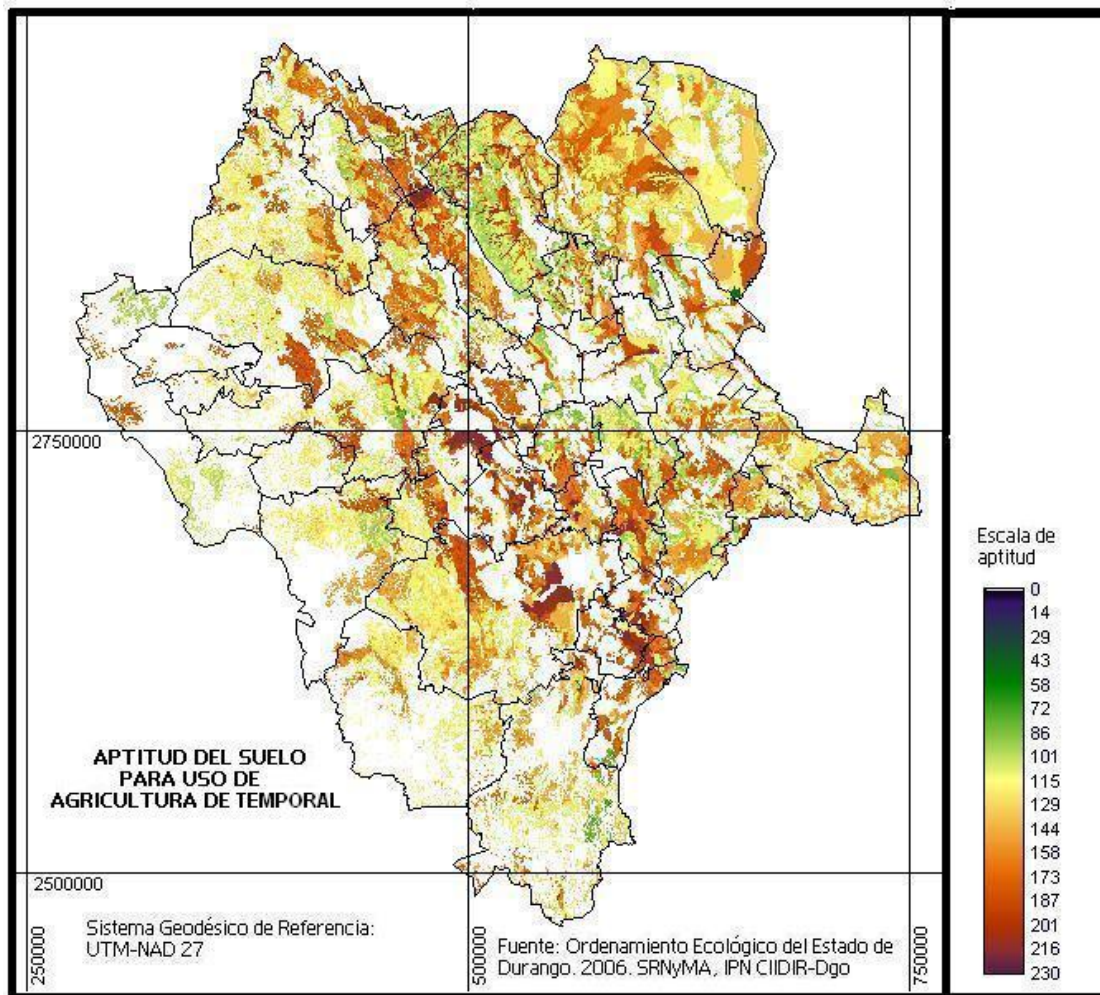 2750000
APTITUD DEL SUELO
PARA USO DE
AGRICULTURA DE TEMPORAL
2500000
Sistema Geodésico de Referencia:
UTM-NAD 27
Fuente: Ordenamiento Ecológico del Estado de
Durango. 2006. SRNyMA, IPN CIIDIR-Dgo
250000
500000
750000
Escala de
aptitud
0
14
29
43
58
72
86
101
115
129
144
158
173
187
201
216
230